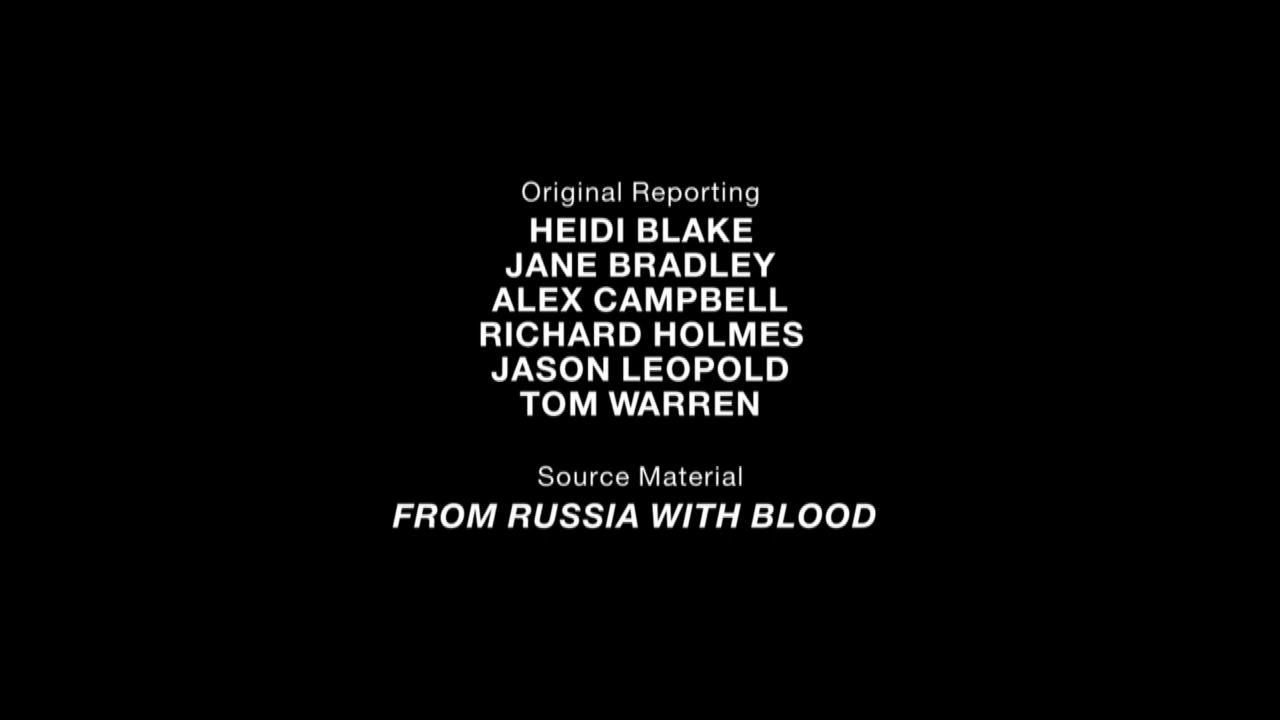 Original Reporting
HEIDI BLAKE
JANE BRADLEY
ALEX CAMPBELL
RICHARD HOLMES
JASON LEOPOLD
TOM WARREN
Source Material
FROM RUSSIA WITH BLOOD